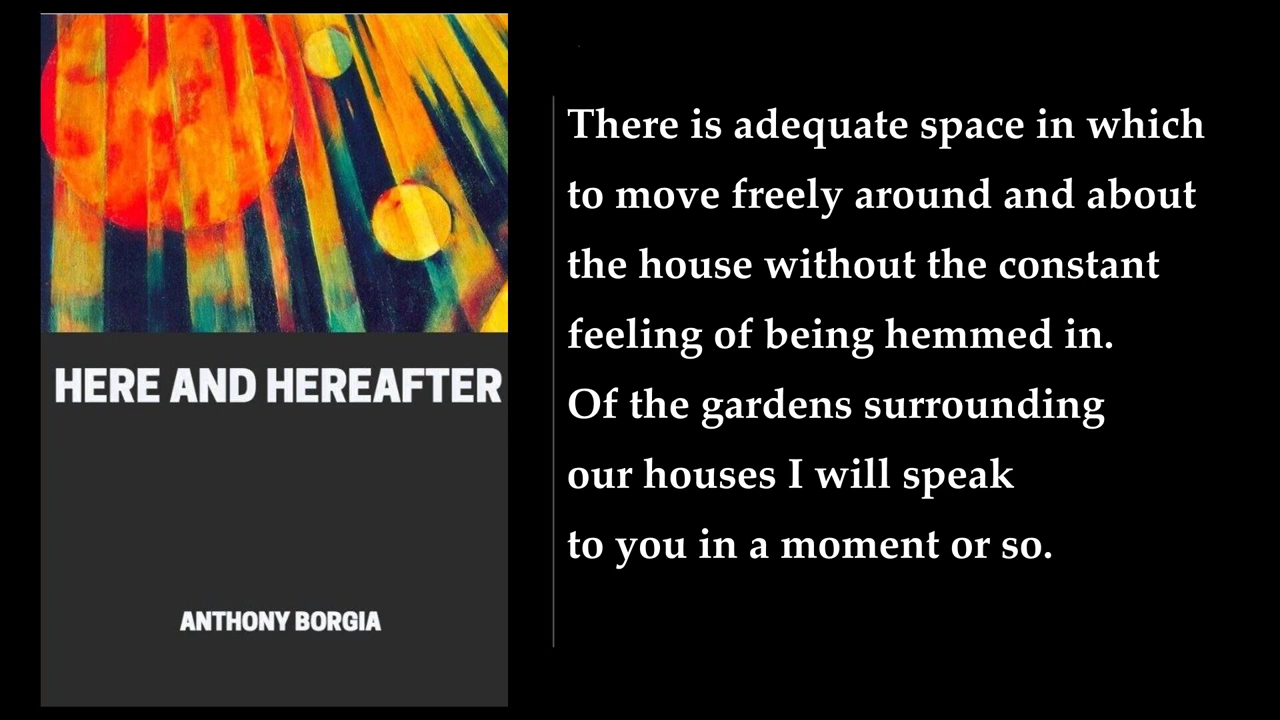 HERE AND HEREAFTER
ANTHONY BORGIA
There is adequate space in which
to move freely around and about
the house without the constant
feeling of being hemmed in.
Of the gardens surrounding
our houses I will speak
to you in a moment or so.